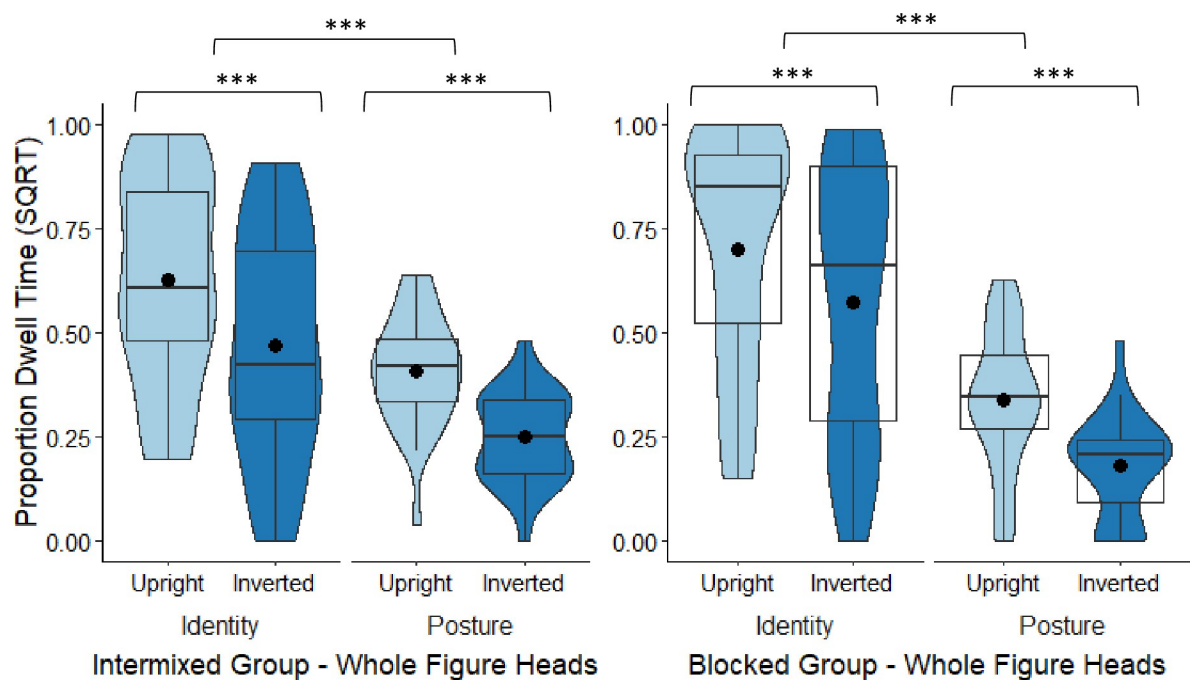 *** ***
*** *** *** ***
Proportion Dwell Time (SQRT)
1.00
0.75
0.50
0.25
0.00
Upright Inverted Upright Inverted
Identity Posture
Intermixed Group - Whole Figure Heads
1.00
0.75
0.50
0.25
0.00
Upright Inverted Upright Inverted
Identity Posture
Blocked Group - Whole Figure Heads